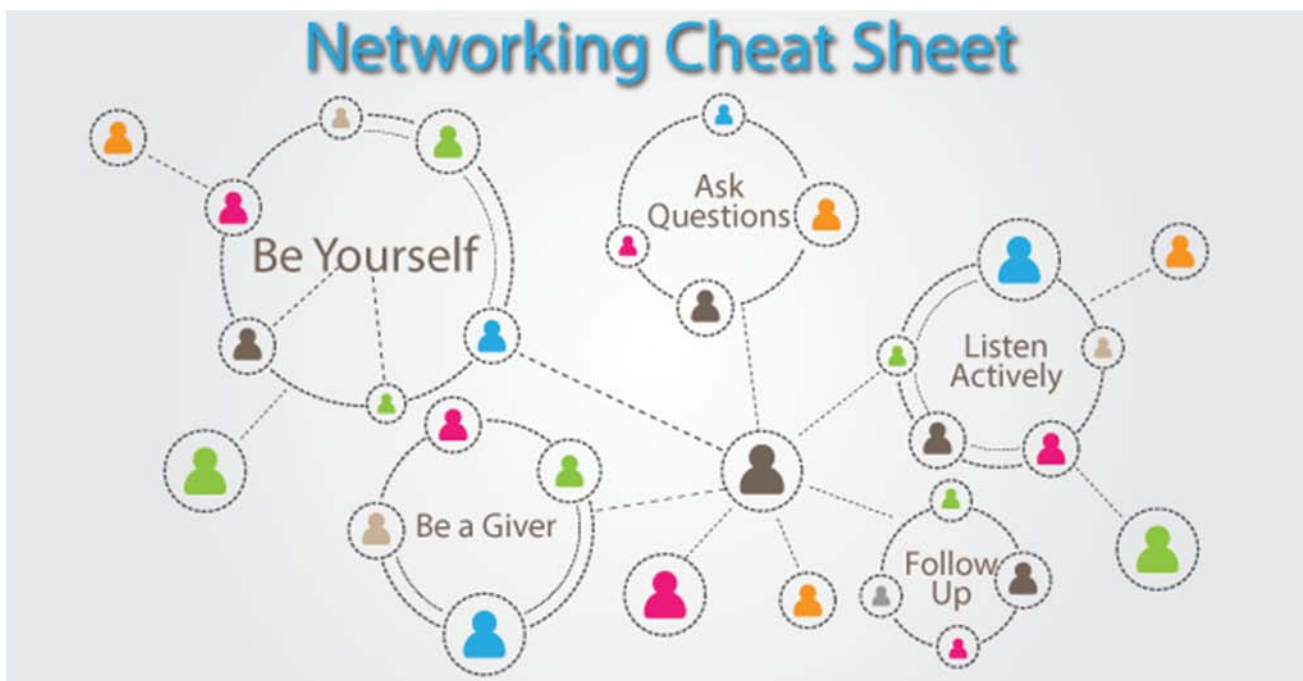 Networking Cheat Sheet
Be Yourself
Ask
Questions
Listen
Actively
Be a Giver
Follow
Up